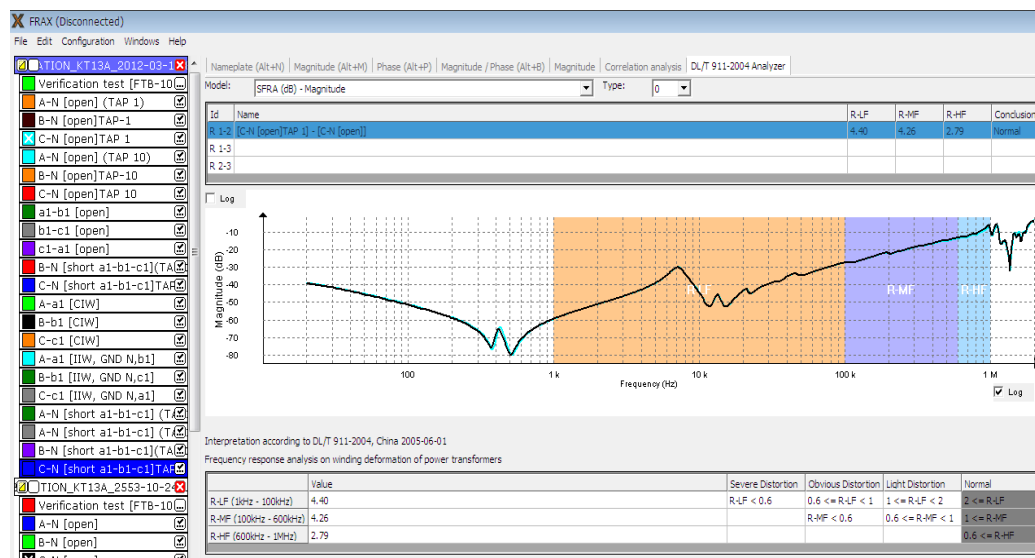 FRAX (Disconnected)
File Edit Configuration Windows Help
ATION_KT13A_2012-03-1
Verification test [FTB-10
A-N [open] (TAP 1)
B-N [open]TAP-1
C-N [open]TAP 1
A-N [open] (TAP 10)
B-N [open]TAP-10
C-N [open]TAP 10
a1-b1 [open]
b1-c1 [open]
c1-a1 [open]
B-N [short a1-b1-c1](TA
C-N [short a1-b1-c1]TAP
A-a1 [CIW]
B-b1 [CIW]
C-c1 [CIW]
A-a1 [IIW, GND N,b1]
B-b1 [IIW, GND N,c1]
C-c1 [IIW, GND N,a1]
A-N [short a1-b1-c1] (TA
A-N [short a1-b1-c1] (TA
B-N [short a1-b1-c1](TA
C-N [short a1-b1-c1]TAP
TION_KT13A_2553-10-24
Verification test [FTB-10
A-N [open]
B-N [open]
Nameplate (Alt+N) Magnitude (Alt+M) Phase (Alt+P) Magnitude / Phase (Alt+B) Magnitude Correlation analysis DL/T 911-2004 Analyzer
Model: SFRA (dB) - Magnitude Type: 0
Id Name R-LF R-MF R-HF Conclusion
R 1-2 [C-N [open]TAP 1] - [C-N [open]] 4.40 4.26 2.79 Normal
R 1-3
R 2-3
Log
Magnitude (dB)
-10
-20
-30
-40
-50
-60
-70
-80
R-LF R-MF R-HF
100 1 k 10 k 100 k 1 M
Frequency (Hz)
Log
Interpretation according to DL/T 911-2004, China 2005-06-01
Frequency response analysis on winding deformation of power transformers
Value Severe Distortion Obvious Distortion Light Distortion Normal
R-LF (1kHz - 100kHz) 4.40 R-LF < 0.6 0.6 <= R-LF < 1 1 <= R-LF < 2 2 <= R-LF
R-MF (100kHz - 600kHz) 4.26 R-MF < 0.6 0.6 <= R-MF < 1 1 <= R-MF
R-HF (600kHz - 1MHz) 2.79 0.6 <= R-HF